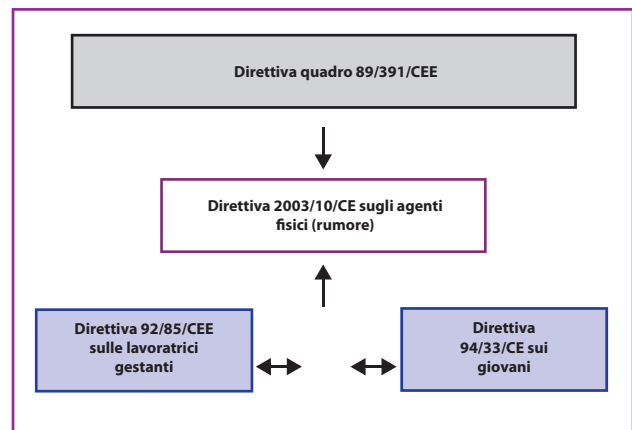 Direttiva quadro 89/391/CEE
Direttiva 2003/10/CE sugli agenti
fisici (rumore)
Direttiva 92/85/CEE
sulle lavoratrici
gestanti
Direttiva
94/33/CE sui
giovani